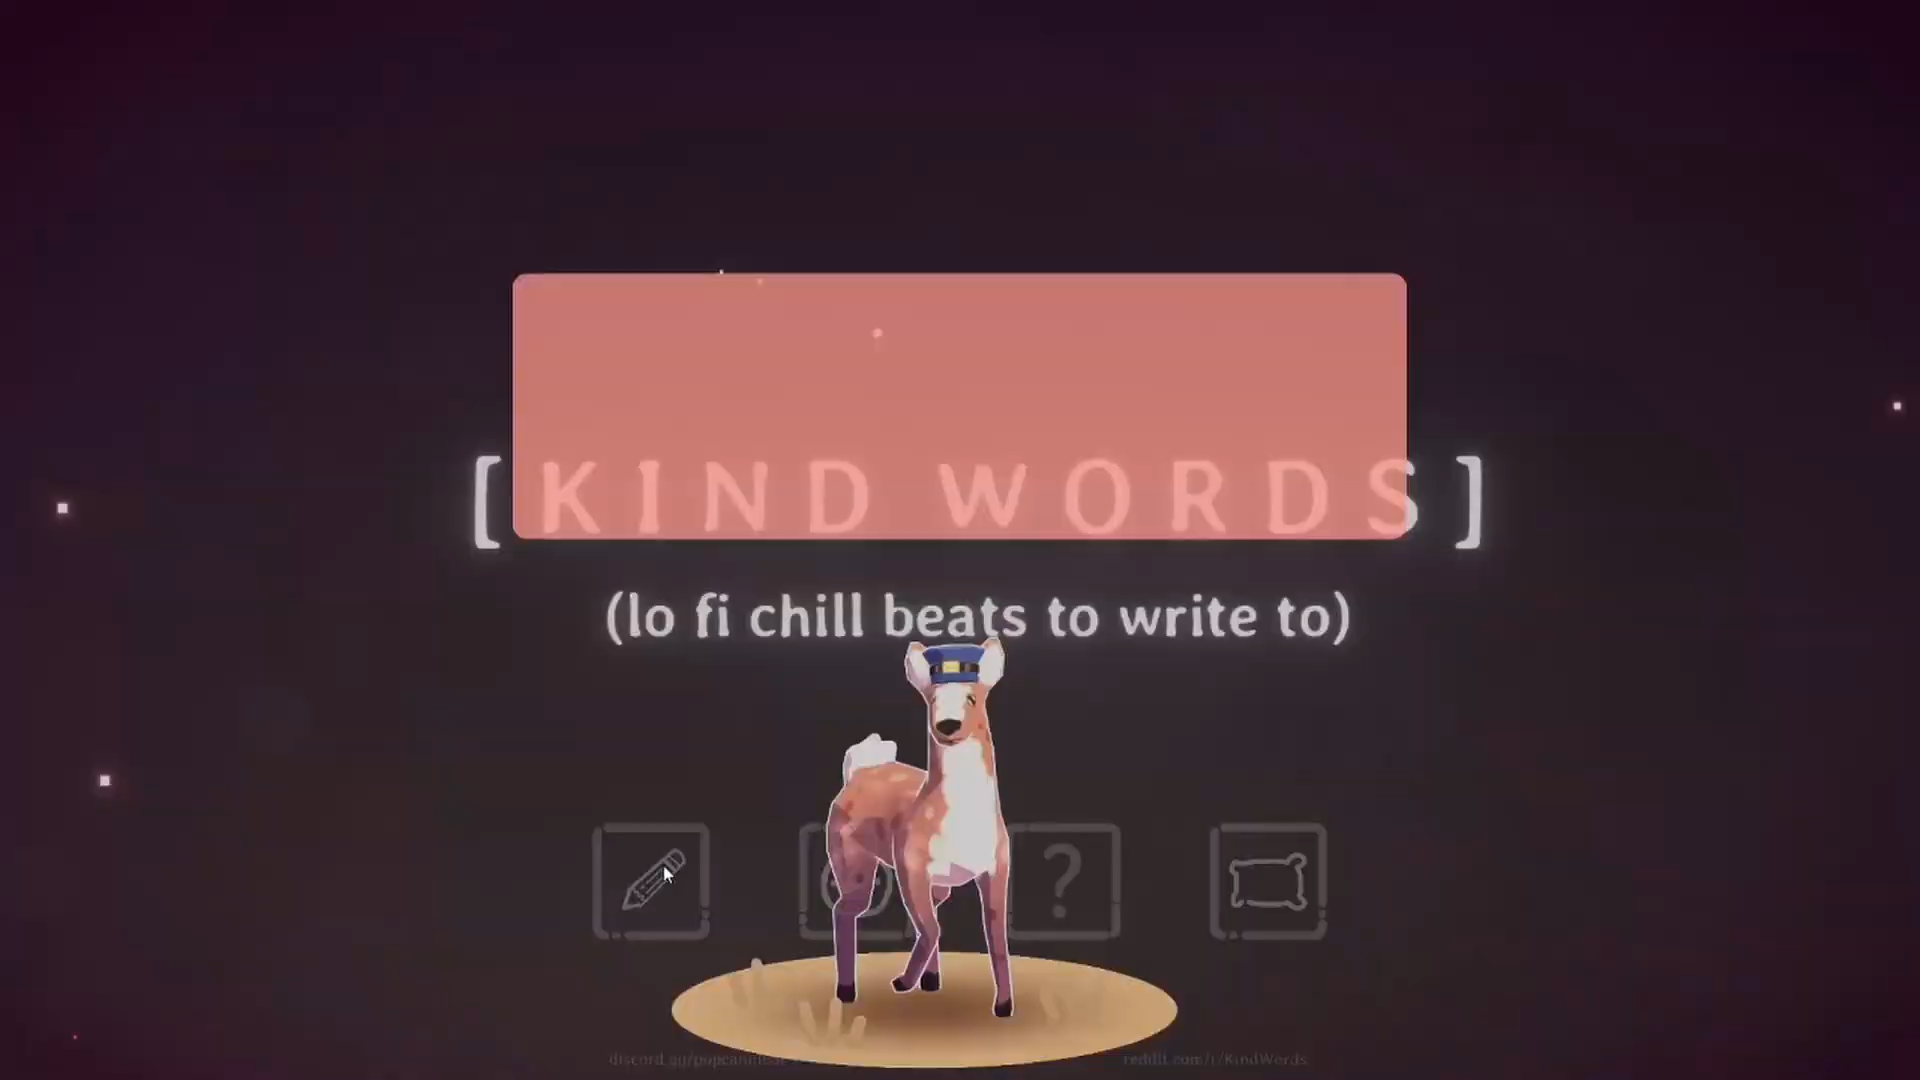 [ KIND WORDS ]
(lo fi chill beats to write to)
?
reddit.com/r/KindWords